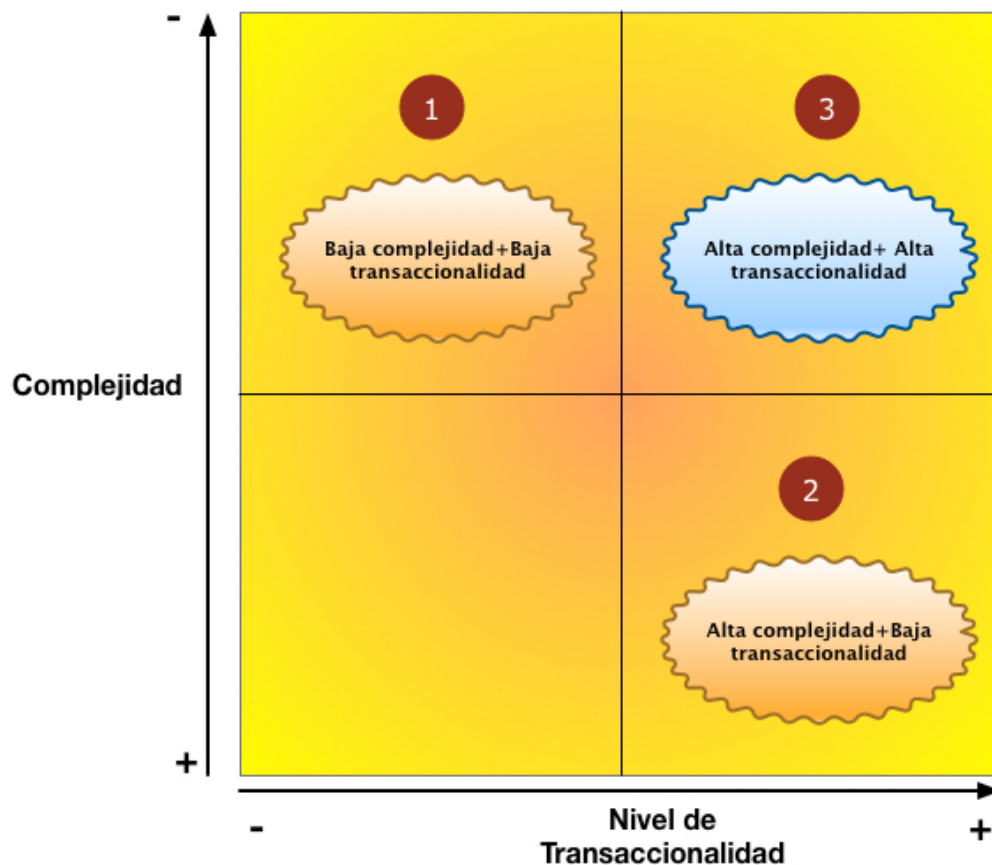 -
1
3
Baja complejidad+Baja
transaccionalidad
Alta complejidad+ Alta
transaccionalidad
Complejidad
2
Alta complejidad+Baja
transaccionalidad
+
-
Nivel de
Transaccionalidad
+